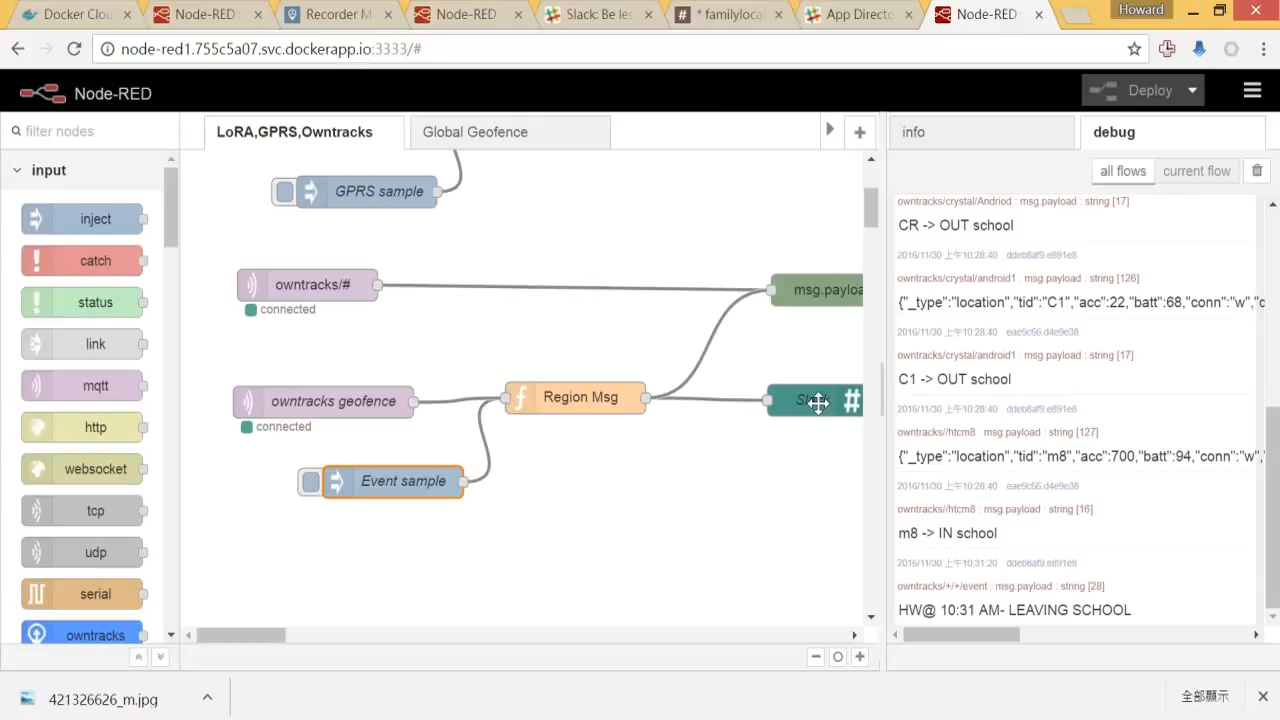 Docker Clou
Node-RED
Recorder M
Node-RED
Slack: Be les
* familylocat
App Director
Node-RED
Howard
node-red1.755c5a07.svc.dockerapp.io:3333/#
Node-RED
Deploy
filter nodes
LoRA,GPRS,Owntracks
Global Geofence
info
debug
input
all flows
current flow
inject
catch
status
link
mqtt
http
websocket
tcp
udp
serial
owntracks
GPRS sample
owntracks/#
connected
msg.payloa
owntracks geofence
connected
Region Msg
Event sample
owntracks/crystal/Andriod : msg.payload : string [17]
CR -> OUT school
2016/11/30 上午10:28:40 ddeb8af9.e891e8
owntracks/crystal/android1 msg.payload : string [126]
{"_type":"location","tid":"C1","acc":22,"batt":68,"conn":"w",
2016/11/30 上午10:28:40 eae9c66.d4e9e38
owntracks/crystal/android1 msg.payload : string [17]
C1 -> OUT school
2016/11/30 上午10:28:40 ddeb8af9.e891e8
owntracks//htcm8 msg.payload : string [127]
{"_type":"location","tid":"m8","acc":700,"batt":94,"conn":"w",
2016/11/30 上午10:28:40 eae9c66.d4e9e38
owntracks//htcm8 msg.payload : string [16]
m8 -> IN school
2016/11/30 上午10:31:20 ddeb8af9.e891e8
owntracks/+/+/event : msg.payload : string [28]
HW@ 10:31 AM- LEAVING SCHOOL
421326626_m.jpg
全部顯示